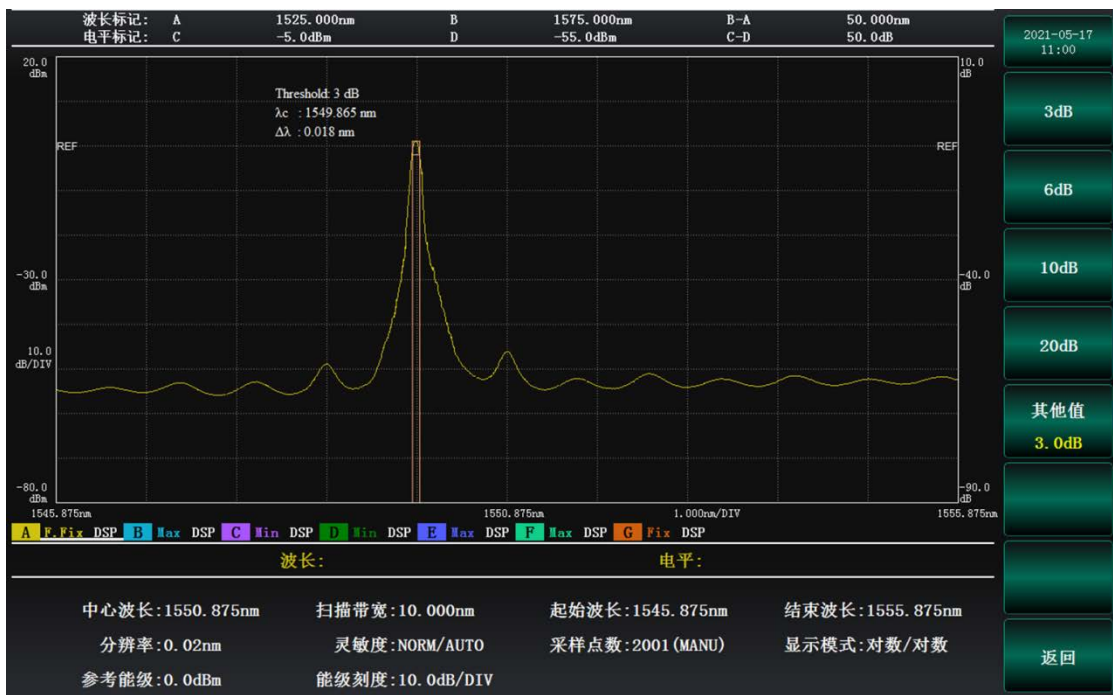 波长标记: A 1525.000nm B 1575.000nm B-A 50.000nm
电平标记: C -5.0dBm D -55.0dBm C-D 50.0dB
2021-05-17
11:00
20.0
dBm
10.0
dB
Threshold: 3 dB
λc : 1549.865 nm
Δλ : 0.018 nm
3dB
REF
REF
6dB
-30.0
dBm
-40.0
dB
10dB
10.0
dB/DIV
20dB
其他值
3.0dB
-80.0
dBm
-90.0
dB
1545.875nm 1550.875nm 1.000nm/DIV 1555.875nm
A F.Fix DSP B Max DSP C Min DSP D Min DSP E Max DSP F Max DSP G Fix DSP
波长: 电平:
中心波长:1550.875nm 扫描带宽:10.000nm 起始波长:1545.875nm 结束波长:1555.875nm
分辨率:0.02nm 灵敏度:NORM/AUTO 采样点数:2001(MANU) 显示模式:对数/对数
参考能级:0.0dBm 能级刻度:10.0dB/DIV
返回